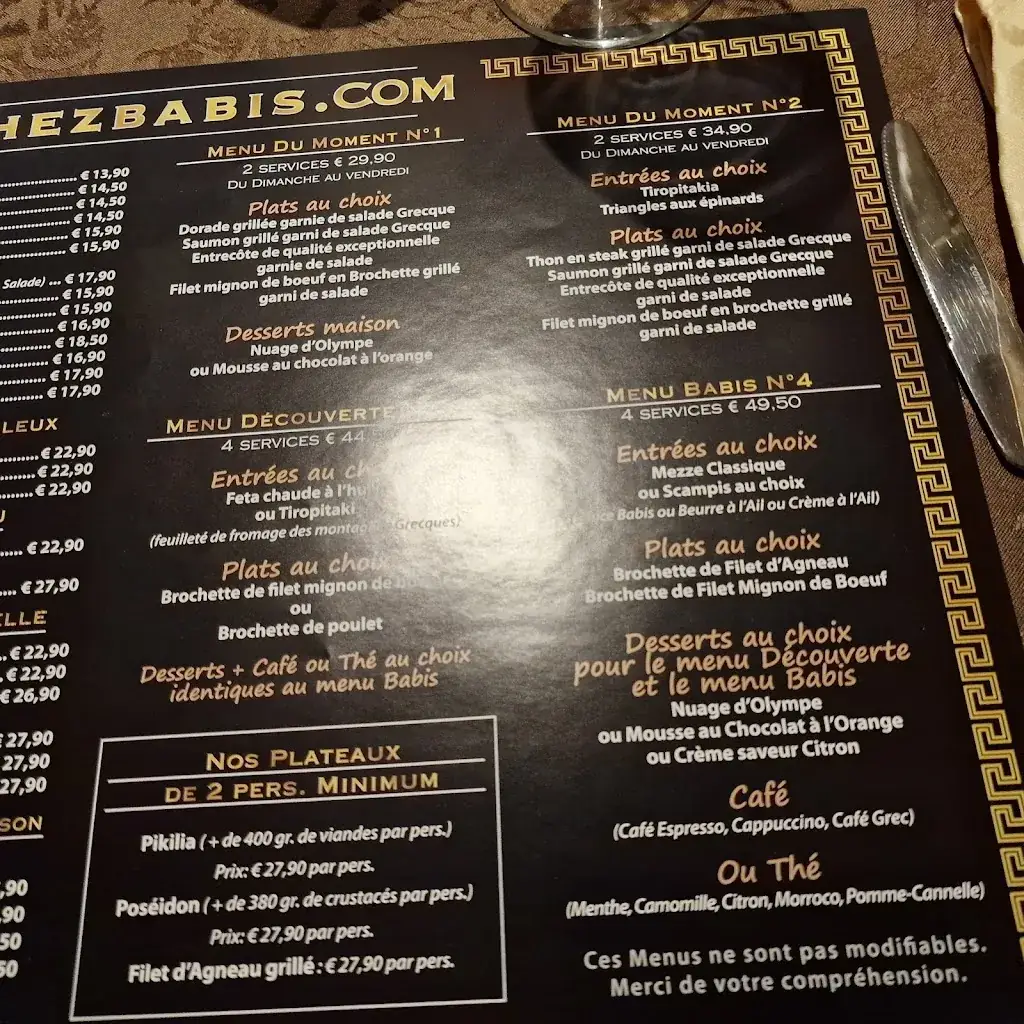 HEZBABIS.COM
€ 13,90
€ 14,50
€ 14,50
€ 14,50
€ 15,90
€ 15,90
Salade) ... € 17,90
€ 15,90
€ 15,90
€ 16,90
€ 18,50
€ 16,90
€ 17,90
€ 17,90
LEUX
€ 22,90
€ 22,90
€ 22,90
€ 22,90
€ 27,90
ELLE
€ 22,90
€ 22,90
€ 26,90
€ 27,90
27,90
27,90
SON
,90
,90
50
50
Menu Du Moment N°1
2 services € 29,90
Du Dimanche au vendredi
Plats au choix
Dorade grillée garnie de salade Grecque
Saumon grillé garni de salade Grecque
Entrecôte de qualité exceptionnelle
garnie de salade
Filet mignon de boeuf en Brochette grillé
garni de salade
Desserts maison
Nuage d'Olympe
ou Mousse au chocolat à l'orange
Menu Découverte
4 services € 44
Entrées au ch
Feta chaude à l'hu
ou Tiropitaki
(feuilleté de fromage des montag Grecques)
Plats au choix
Brochette de filet mignon de
ou
Brochette de poulet
Desserts + Café ou Thé au choix
identiques au menu Babis
Nos Plateaux
de 2 pers. Minimum
Pikilia (+ de 400 gr. de viandes par pers.)
Prix: € 27,90 par pers.
Poséidon (+ de 380 gr. de crustacés par pers.)
Prix: € 27,90 par pers.
Filet d'Agneau grillé : € 27,90 par pers.
Menu Du Moment N°2
2 services € 34,90
Du Dimanche au vendredi
Entrées au choix
Tiropitakia
Triangles aux épinards
Plats au choix
Thon en steak grillé garni de salade Grecque
Saumon grillé garni de salade Grecque
Entrecôte de qualité exceptionnelle
garni de salade
Filet mignon de boeuf en brochette grillé
garni de salade
Menu Babis N°4
4 services € 49,50
Entrées au choix
Mezze Classique
ou Scampis au choix
Babis ou Beurre à l'Ail ou Crème à l'Ail)
Plats au choix
Brochette de Filet d'Agneau
Brochette de Filet Mignon de Boeuf
Desserts au choix
pour le menu Découverte
et le menu Babis
Nuage d'Olympe
ou Mousse au Chocolat à l'Orange
ou Crème saveur Citron
Café
(Café Espresso, Cappuccino, Café Grec)
Ou Thé
(Menthe, Camomille, Citron, Morroco, Pomme-Cannelle)
Ces Menus ne sont pas modifiables.
Merci de votre compréhension.